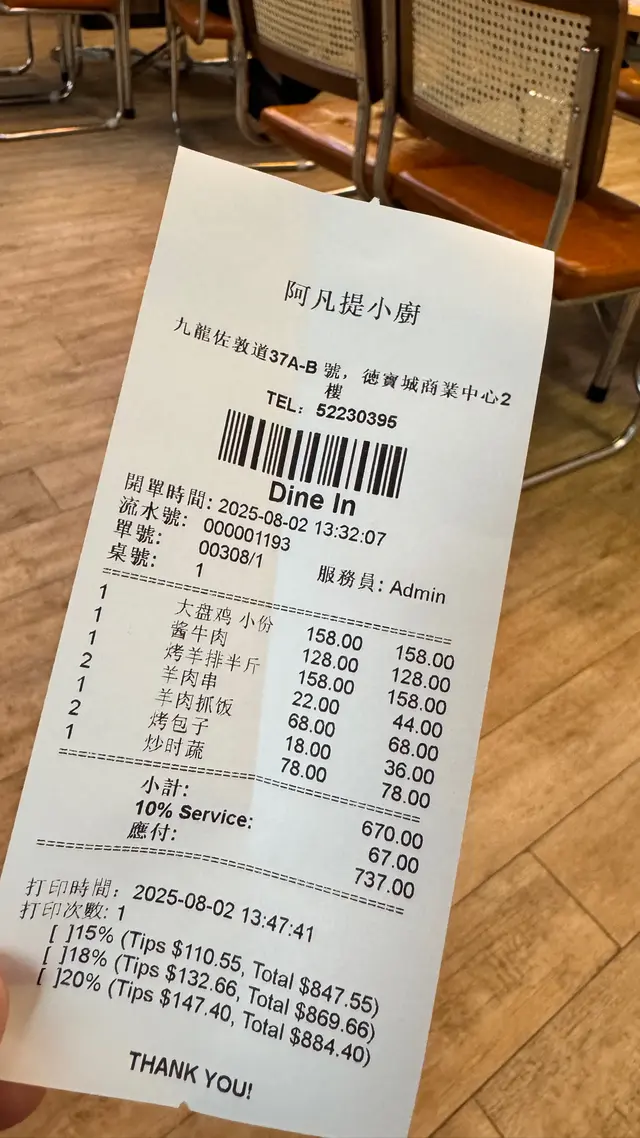 阿凡提小廚
九龍佐敦道37A-B 號，德寶城商業中心2
樓
TEL: 52230395
Dine In
開單時間: 2025-08-02 13:32:07
流水號: 000001193
單號: 00308/1 服務員: Admin
桌號: 1
1 大盘鸡 小份 158.00 158.00
1 酱牛肉 128.00 128.00
1 烤羊排半斤 158.00 158.00
2 羊肉串 22.00 44.00
1 羊肉抓饭 68.00 68.00
2 烤包子 18.00 36.00
1 炒时蔬 78.00 78.00
小計: 670.00
10% Service: 67.00
應付: 737.00
打印時間: 2025-08-02 13:47:41
打印次數: 1
[ ]15% (Tips $110.55, Total $847.55)
[ ]18% (Tips $132.66, Total $869.66)
[ ]20% (Tips $147.40, Total $884.40)
THANK YOU!